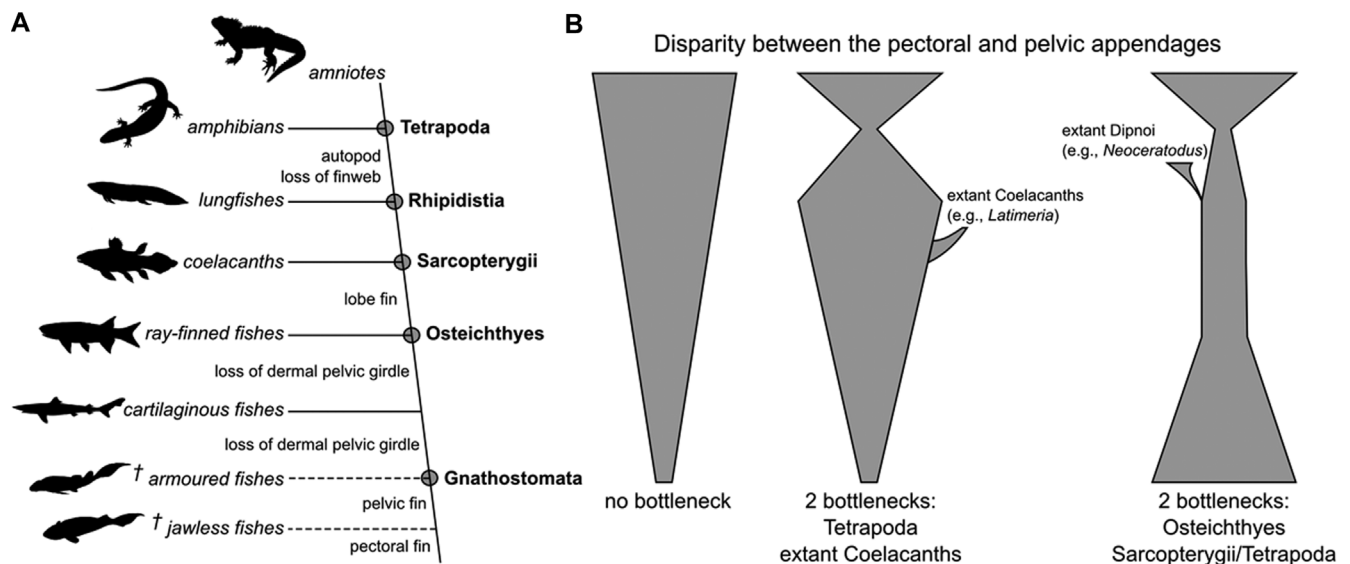 A
amniotes
amphibians
Tetrapoda
autopod
loss of finweb
lungfishes
Rhipidistia
coelacanths
Sarcopterygii
lobe fin
ray-finned fishes
Osteichthyes
loss of dermal pelvic girdle
cartilaginous fishes
loss of dermal pelvic girdle
† armoured fishes
Gnathostomata
pelvic fin
† jawless fishes
pectoral fin
B
Disparity between the pectoral and pelvic appendages
no bottleneck
extant Coelacanths
(e.g., Latimeria)
2 bottlenecks:
Tetrapoda
extant Coelacanths
extant Dipnoi
(e.g., Neoceratodus)
2 bottlenecks:
Osteichthyes
Sarcopterygii/Tetrapoda